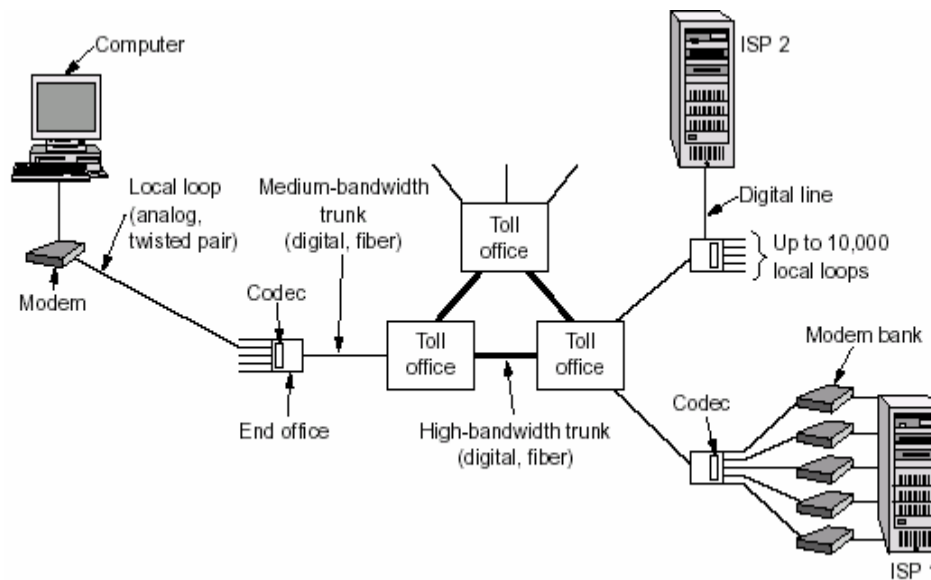 Computer
ISP 2
Local loop
(analog,
twisted pair)
Medium-bandwidth
trunk
(digital, fiber)
Toll
office
Digital line
Up to 10,000
local loops
Modem
Codec
Toll
office
Toll
office
Modem bank
End office
High-bandwidth trunk
(digital, fiber)
Codec
ISP 1